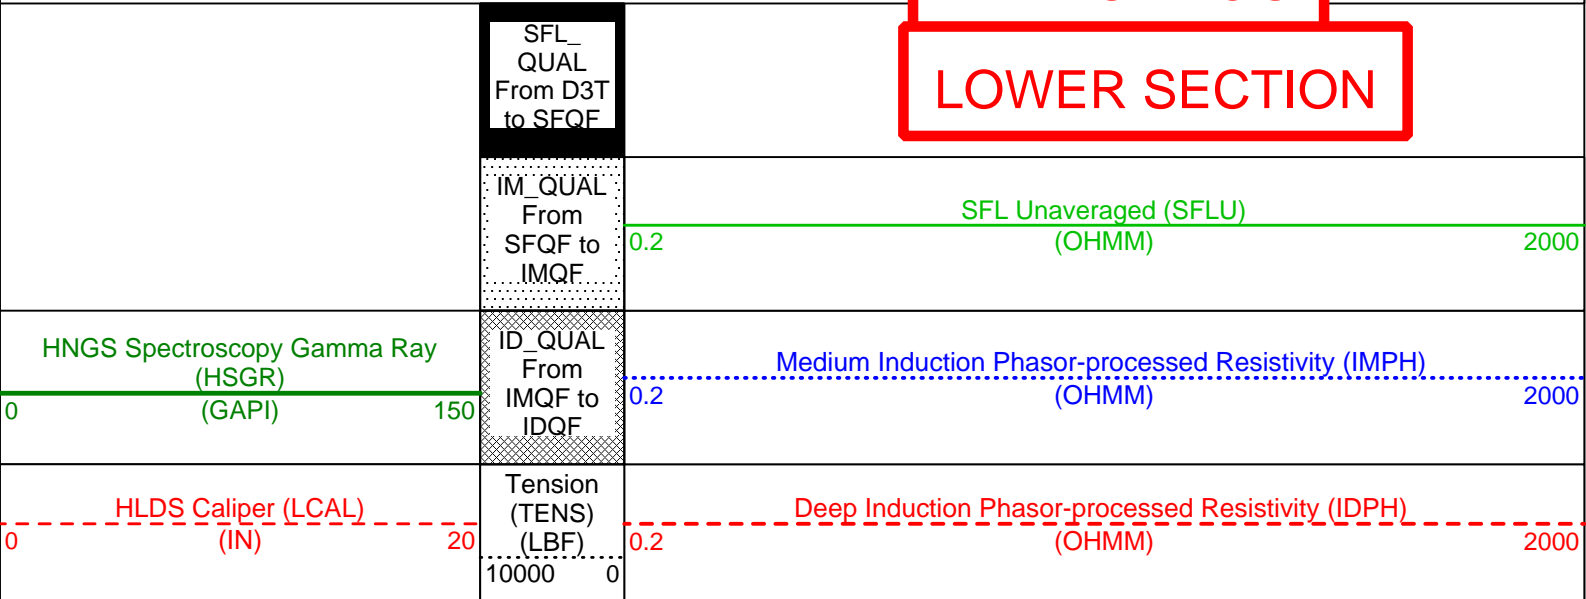 LOWER SECTION
SFL_
QUAL
From D3T
to SFQF
IM_QUAL
From
SFQF to
IMQF
SFL Unaveraged (SFLU)
0.2 (OHMM) 2000
HNGS Spectroscopy Gamma Ray
(HSGR)
0 (GAPI) 150
ID_QUAL
From
IMQF to
IDQF
Medium Induction Phasor-processed Resistivity (IMPH)
0.2 (OHMM) 2000
HLDS Caliper (LCAL)
0 (IN) 20
Tension
(TENS)
(LBF)
10000 0
Deep Induction Phasor-processed Resistivity (IDPH)
0.2 (OHMM) 2000